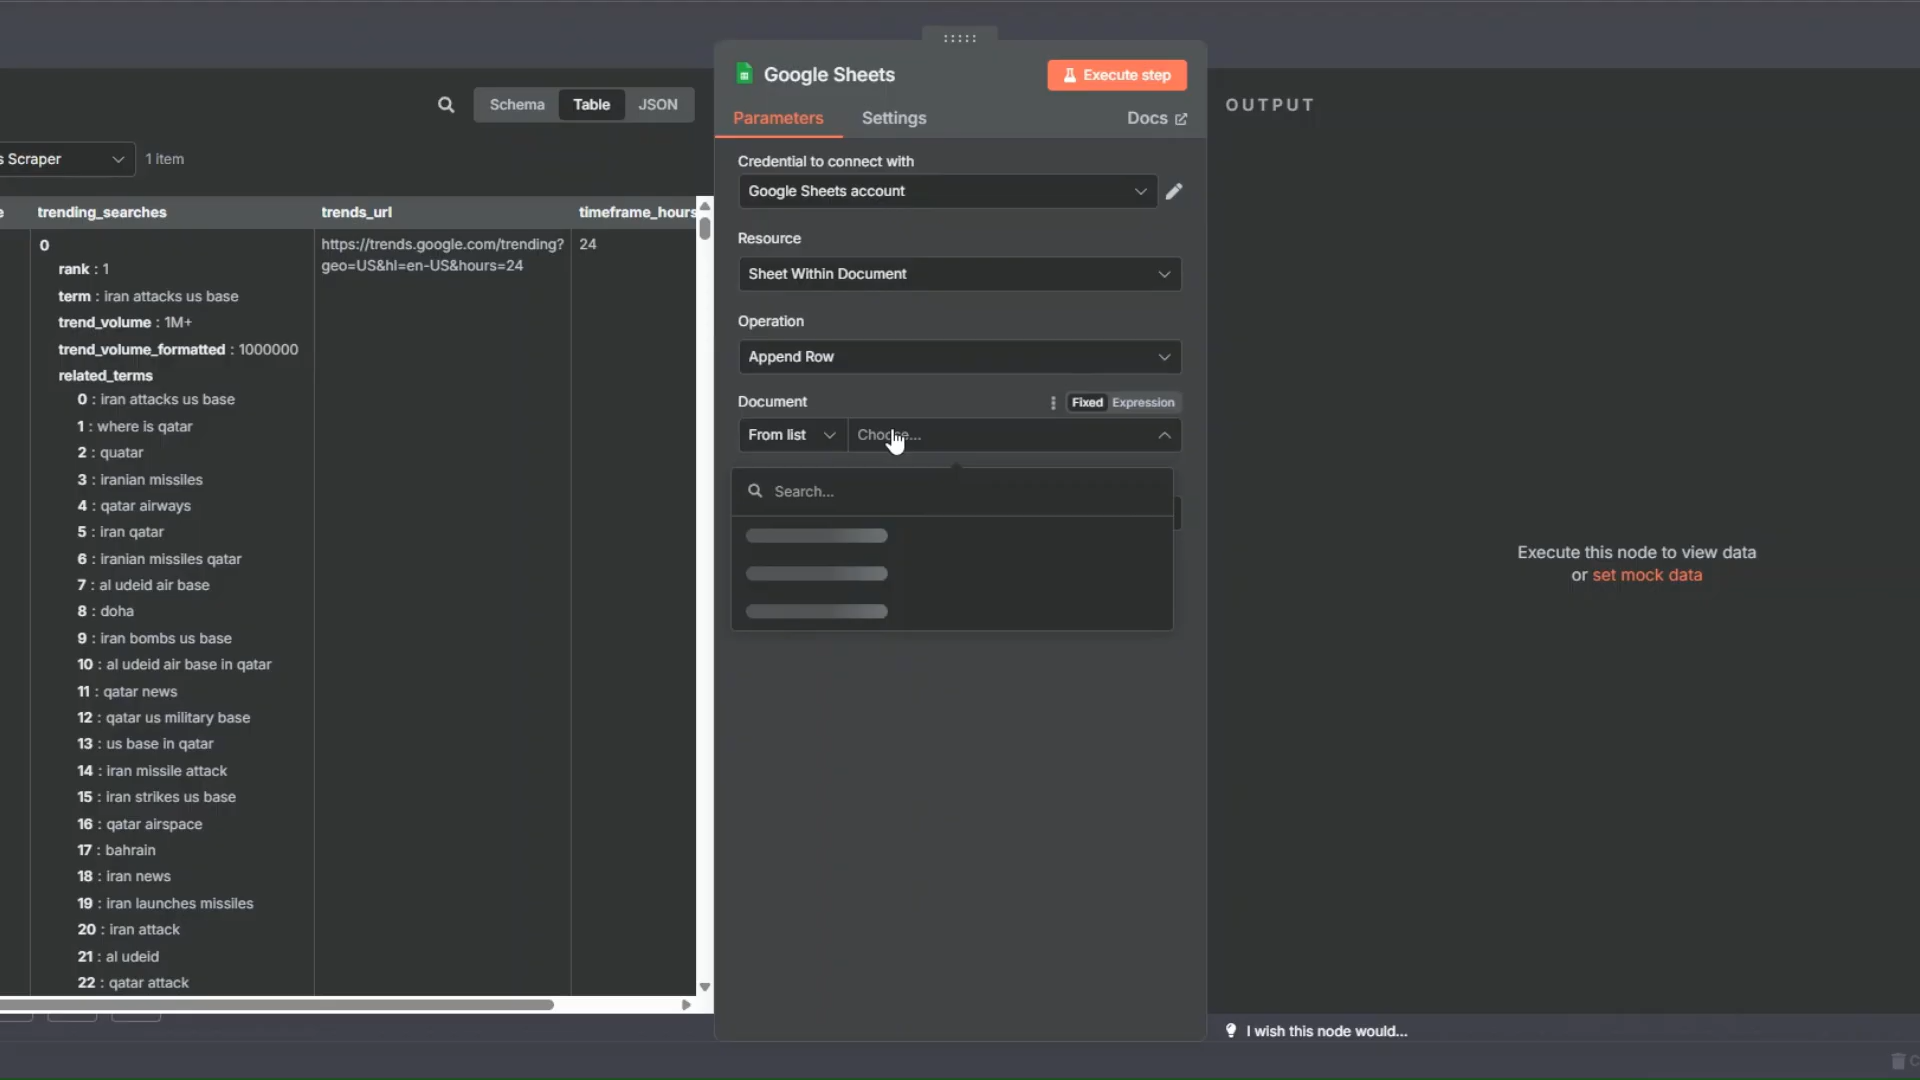 Google Sheets
Execute step
Parameters
Settings
Docs
Schema
Table
JSON
s Scraper
1 item
trending_searches
trends_url
timeframe_hours
0
rank : 1
term : iran attacks us base
trend_volume : 1M+
trend_volume_formatted : 1000000
related_terms
0 : iran attacks us base
1 : where is qatar
2 : quatar
3 : iranian missiles
4 : qatar airways
5 : iran qatar
6 : iranian missiles qatar
7 : al udeid air base
8 : doha
9 : iran bombs us base
10 : al udeid air base in qatar
11 : qatar news
12 : qatar us military base
13 : us base in qatar
14 : iran missile attack
15 : iran strikes us base
16 : qatar airspace
17 : bahrain
18 : iran news
19 : iran launches missiles
20 : iran attack
21 : al udeid
22 : qatar attack
https://trends.google.com/trending?
geo=US&hl=en-US&hours=24
24
Credential to connect with
Google Sheets account
Resource
Sheet Within Document
Operation
Append Row
Document
Fixed
Expression
From list
Choose...
Search...
OUTPUT
Execute this node to view data
or set mock data
I wish this node would...